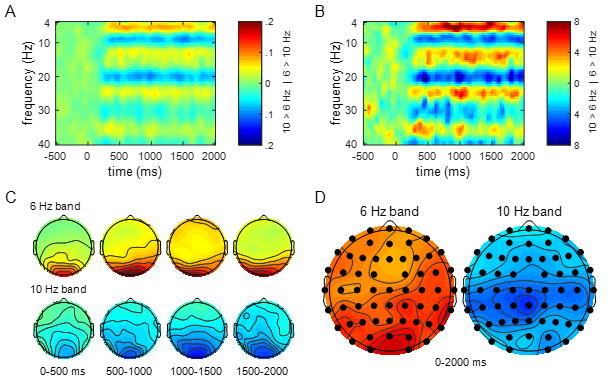 A
B
4
10
20
30
40
frequency (Hz)
-500
0
500
1000
1500
2000
time (ms)
.2
.1
0
.1
.2
10 > 6 Hz | 6 > 10 Hz
4
10
20
30
40
frequency (Hz)
-500
0
500
1000
1500
2000
time (ms)
8
4
0
4
8
10 > 6 Hz | 6 > 10 Hz
C
6 Hz band
10 Hz band
0-500 ms
500-1000
1000-1500
1500-2000
D
6 Hz band
10 Hz band
0-2000 ms